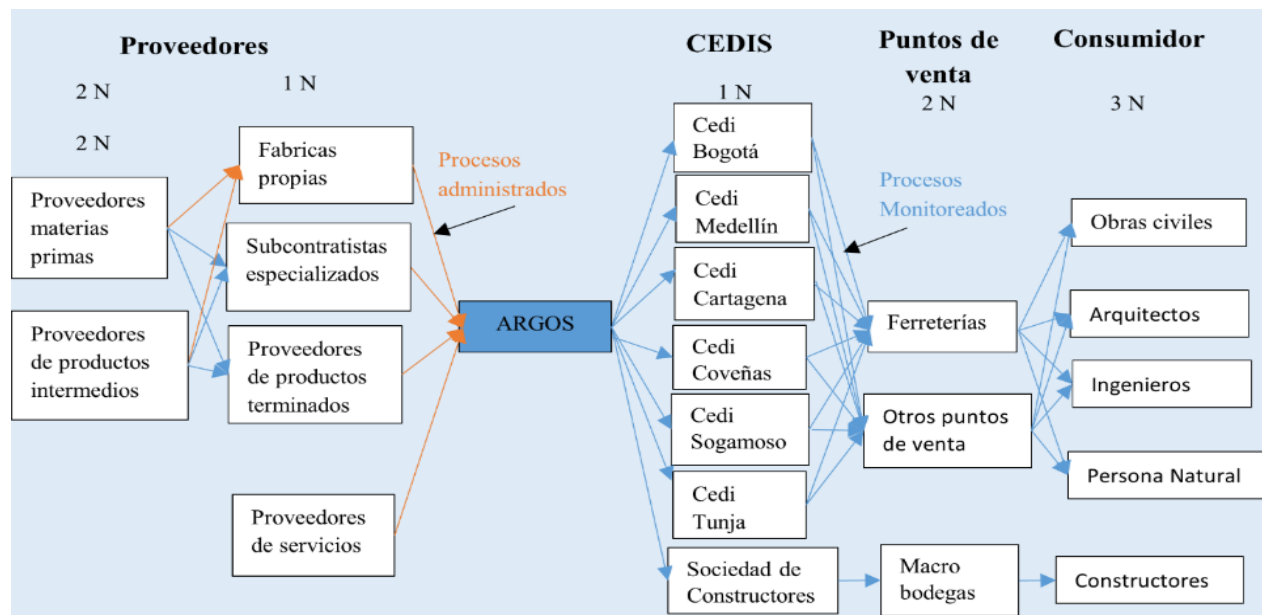 Proveedores
2 N
1 N
2 N
Proveedores
materias
primas
Proveedores
de productos
intermedios
Fabricas
propias
Subcontratistas
especializados
Proveedores
de productos
terminados
Proveedores
de servicios
Procesos
administrados
ARGOS
CEDIS
1 N
Cedi
Bogotá
Cedi
Medellín
Cedi
Cartagena
Cedi
Coveñas
Cedi
Sogamoso
Cedi
Tunja
Sociedad de
Constructores
Procesos
Monitoreados
Puntos de
venta
2 N
Ferreterías
Otros puntos
de venta
Macro
bodegas
Consumidor
3 N
Obras civiles
Arquitectos
Ingenieros
Persona Natural
Constructores